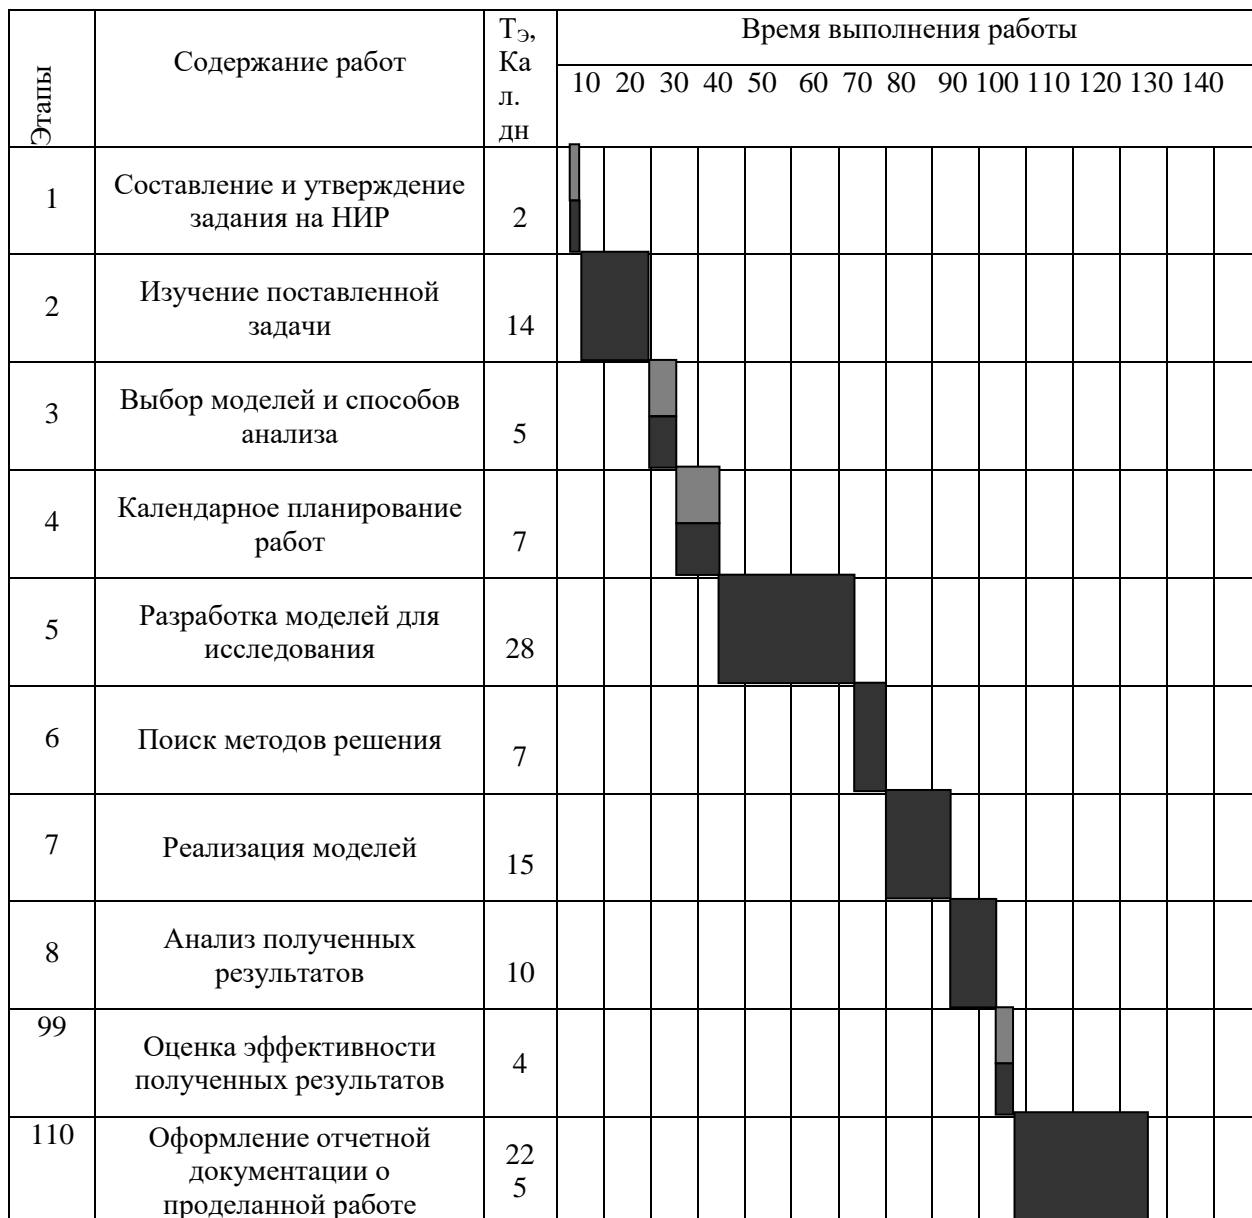 Этапы
Содержание работ
ТЭ,
Ка
л.
дн
Время выполнения работы
10 20 30 40 50 60 70 80 90 100 110 120 130 140
1
Составление и утверждение
задания на НИР
2
2
Изучение поставленной
задачи
14
3
Выбор моделей и способов
анализа
5
4
Календарное планирование
работ
7
5
Разработка моделей для
исследования
28
6
Поиск методов решения
7
7
Реализация моделей
15
8
Анализ полученных
результатов
10
99
Оценка эффективности
полученных результатов
4
110
Оформление отчетной
документации о
проделанной работе
22
5